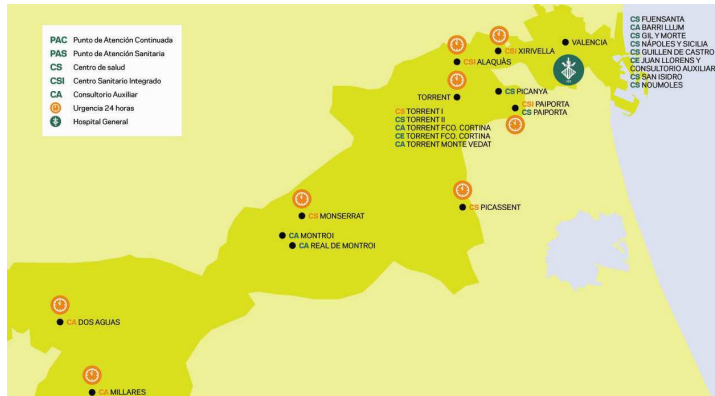 PAC Punto de Atención Continuada
PAS Punto de Atención Sanitaria
CS Centro de salud
CSI Centro Sanitario Integrado
CA Consultorio Auxiliar
Urgencia 24 horas
Hospital General
CS FUENSANTA
CA BARRI LLUM
CS GIL Y MORTE
CS NÁPOLES Y SICILIA
CS GUILLEN DE CASTRO
CE JUAN LLORENS Y
CONSULTORIO AUXILIAR
CS SAN ISIDRO
CS NOUMOLES
VALENCIA
CSI XIRIVELLA
CSI ALAQUÀS
TORRENT
CS TORRENT I
CS TORRENT II
CA TORRENT FCO. CORTINA
CE TORRENT FCO. CORTINA
CA TORRENT MONTE VEDAT
CS PICANYA
CSI PAIPORTA
CS PAIPORTA
CS PICASSENT
CS MONSERRAT
CA MONTROI
CA REAL DE MONTROI
CA DOS AGUAS
CA MILLARES